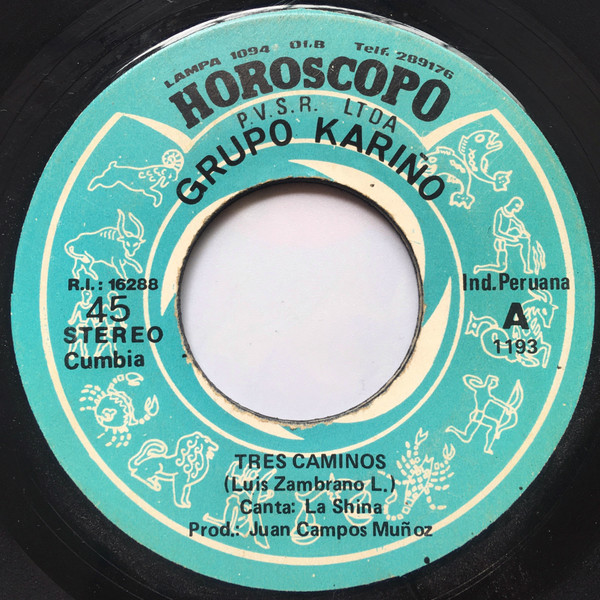 LAMPA 1094 Of.B Telf. 289176
HOROSCOPO
P.V.S.R. LTDA
GRUPO KARIÑO
R.I.: 16288
45
STEREO
Cumbia
Ind. Peruana
A
1193
TRES CAMINOS
(Luis Zambrano L.)
Canta: La Shina
Prod.: Juan Campos Muñoz